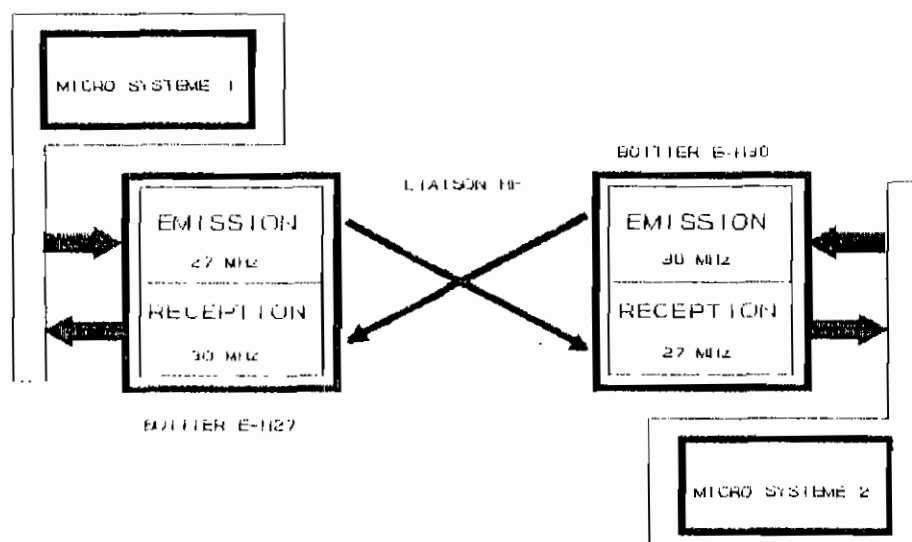 MICRO SYSTEME 1
BOITIER E-H30
LIAISON HF
EMISSION
27 MHZ
RECEPTION
30 MHZ
EMISSION
30 MHZ
RECEPTION
27 MHZ
BOITIER E-H27
MICRO SYSTEME 2